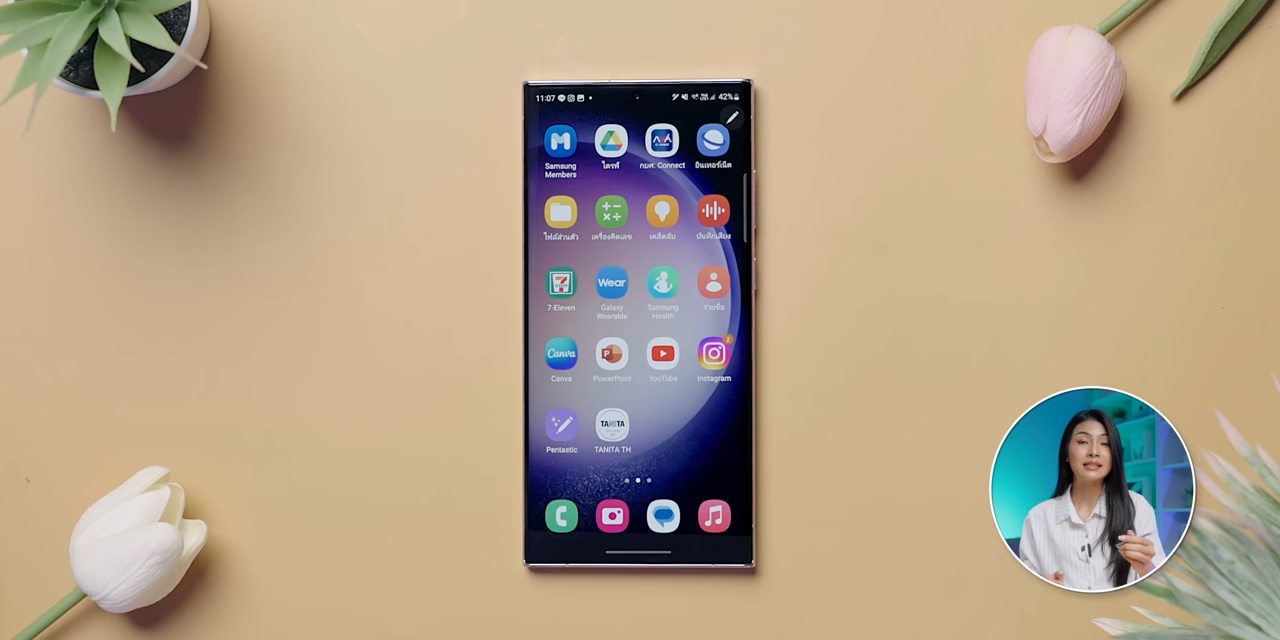 11:07
42%
Samsung
Members
ไดรฟ์
กยศ. Connect
อินเทอร์เน็ต
ไฟล์ส่วนตัว
เครื่องคิดเลข
เคล็ดลับ
บันทึกเสียง
7-Eleven
Wear
Galaxy
Wearable
Samsung
Health
รายชื่อ
Canva
Canva
P
PowerPoint
YouTube
2
Instagram
Pentastic
TANITA
TANITA TH